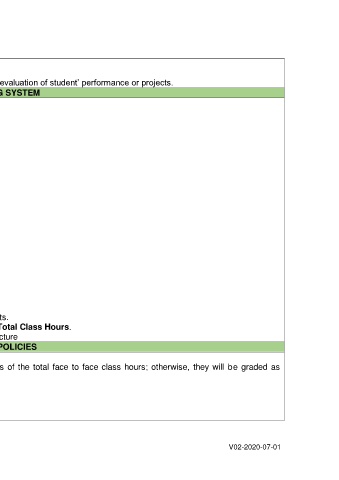 evaluation of student' performance or projects.
G SYSTEM
ts.
Total Class Hours.
cture
POLICIES
s of the total face to face class hours; otherwise, they will be graded as
V02-2020-07-01